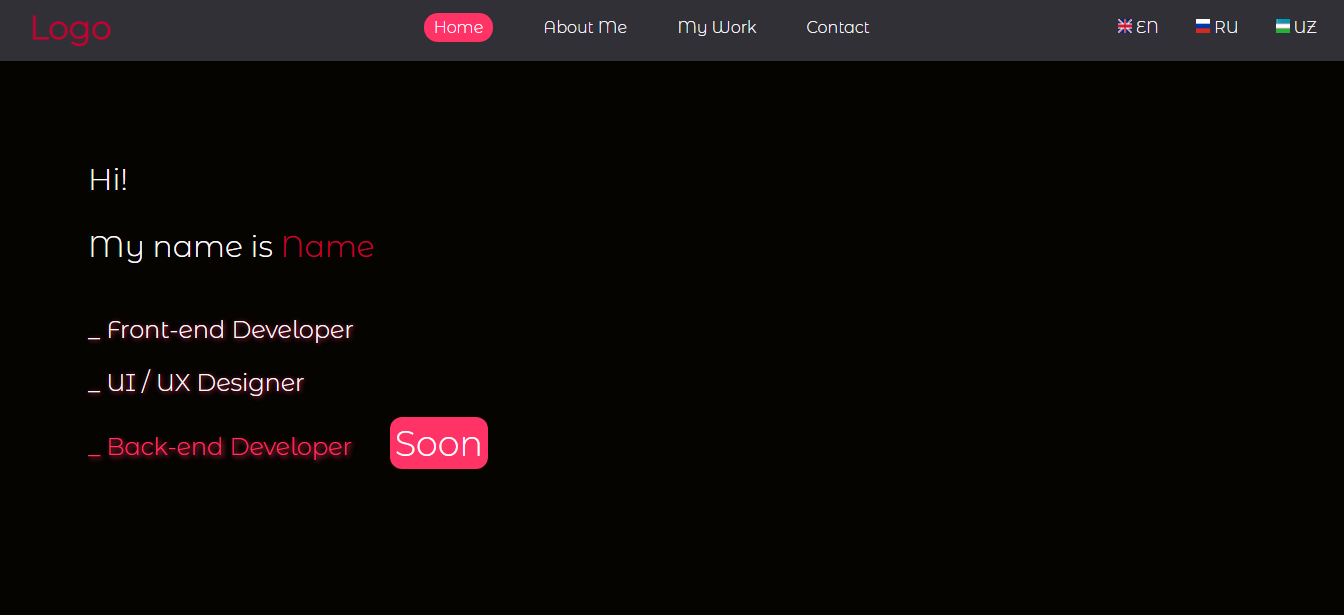 Logo Home About Me My Work Contact EN RU UZ
Hi!
My name is Name
_ Front-end Developer
_ UI / UX Designer
_ Back-end Developer Soon